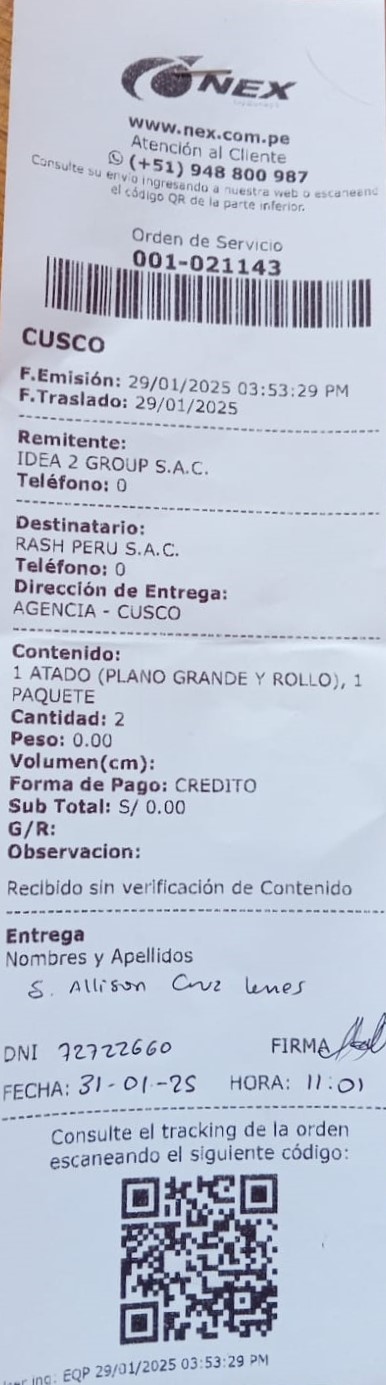 NEX
www.nex.com.pe
Atención al Cliente
(+51) 948 800 987
Consulte su envío ingresando a nuestra web o escaneand
el código QR de la parte inferior.
Orden de Servicio
001-021143
CUSCO
F.Emisión: 29/01/2025 03:53:29 PM
F.Traslado: 29/01/2025
Remitente:
IDEA 2 GROUP S.A.C.
Teléfono: 0
Destinatario:
RASH PERU S.A.C.
Teléfono: 0
Dirección de Entrega:
AGENCIA - CUSCO
Contenido:
1 ATADO (PLANO GRANDE Y ROLLO), 1
PAQUETE
Cantidad: 2
Peso: 0.00
Volumen(cm):
Forma de Pago: CREDITO
Sub Total: S/ 0.00
G/R:
Observacion:
Recibido sin verificación de Contenido
Entrega
Nombres y Apellidos
S. Allison Cruz
DNI 72722660 FIRMA
FECHA: 31-01-25 HORA: 11:01
Consulte el tracking de la orden
escaneando el siguiente código:
EQP 29/01/2025 03:53:29 PM